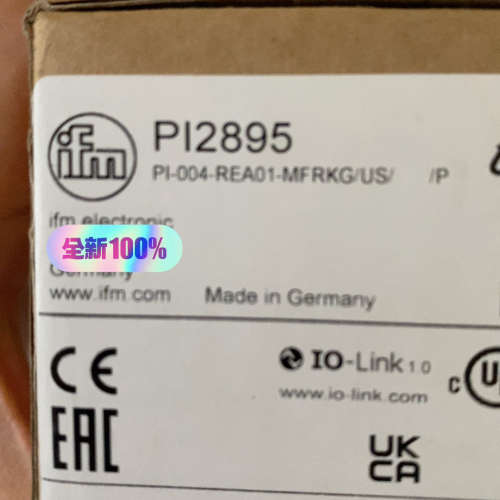 ifm
PI2895
PI-004-REA01-MFRKG/US/ /P
ifm electronic
全新100%
Germany
www.ifm.com Made in Germany
CE
IO-Link 1.0
www.io-link.com
EAC
UK
CA